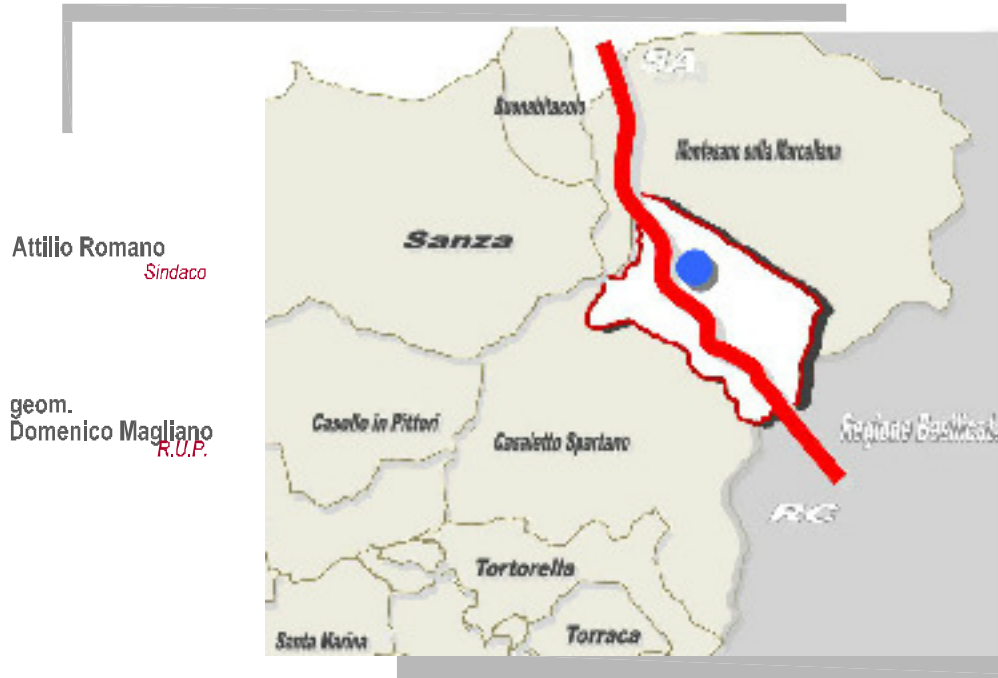 Attilio Romano
Sindaco
geom.
Domenico Magliano
R.U.P.
SA
Buonabitacolo
Montesano sulla Marcellana
Sanza
Caselle in Pittari
Casaletto Spartano
Regione Basilicata
RC
Tortorella
Santa Marina
Torraca